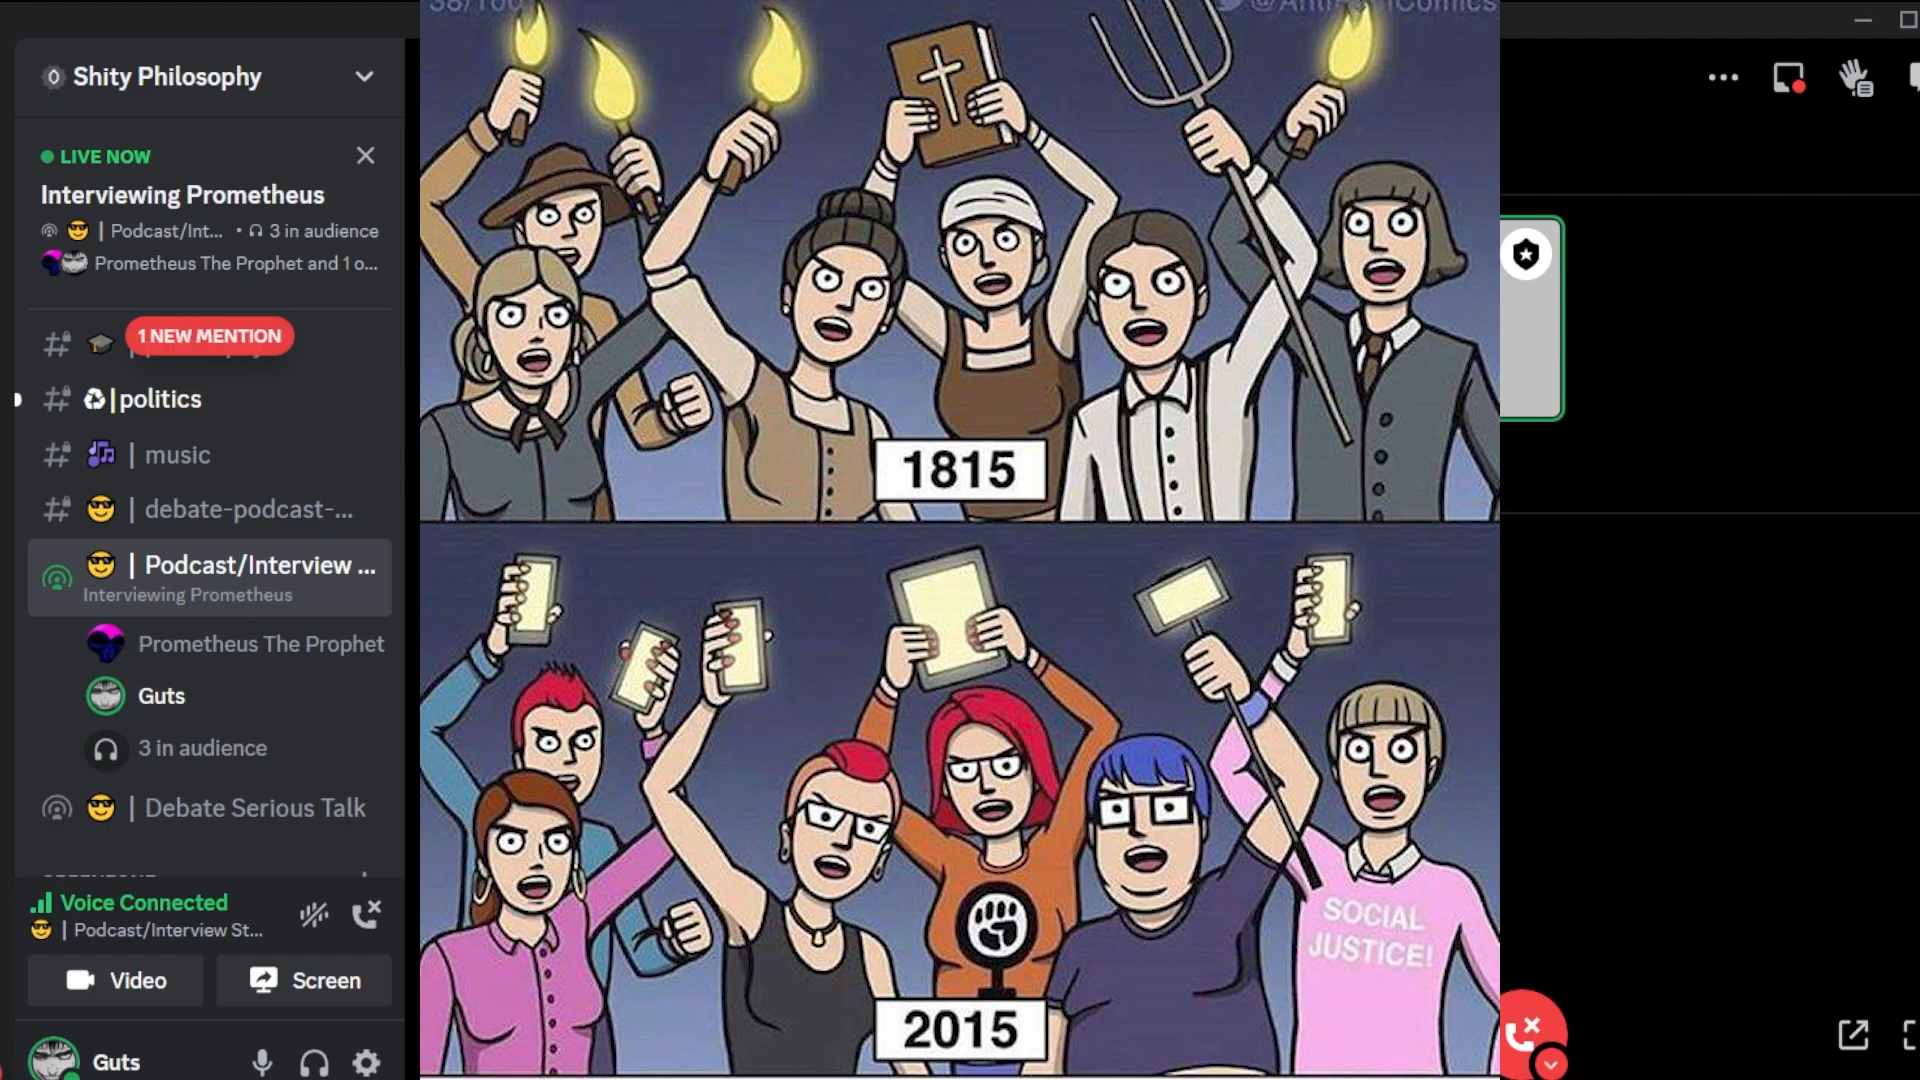 Shity Philosophy
LIVE NOW
Interviewing Prometheus
| Podcast/Int... • 3 in audience
Prometheus The Prophet and 1 o...
1 NEW MENTION
|politics
| music
| debate-podcast-...
| Podcast/Interview ...
Interviewing Prometheus
Prometheus The Prophet
Guts
3 in audience
| Debate Serious Talk
Voice Connected
| Podcast/Interview St...
Video
Screen
Guts
38/100
1815
SOCIAL
JUSTICE!
2015